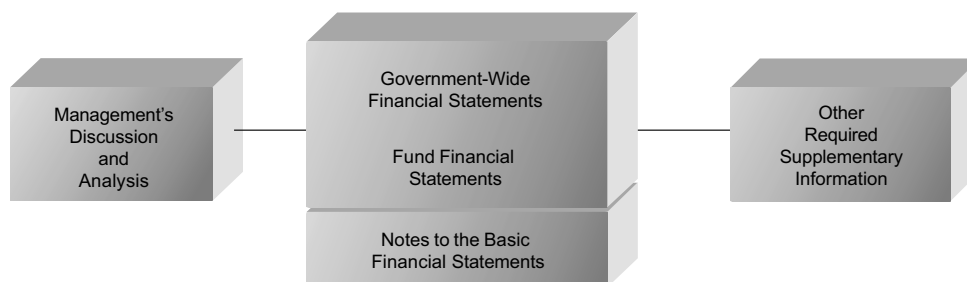 Management’s
Discussion
and
Analysis
Government-Wide
Financial Statements
Fund Financial
Statements
Notes to the Basic
Financial Statements
Other
Required
Supplementary
Information